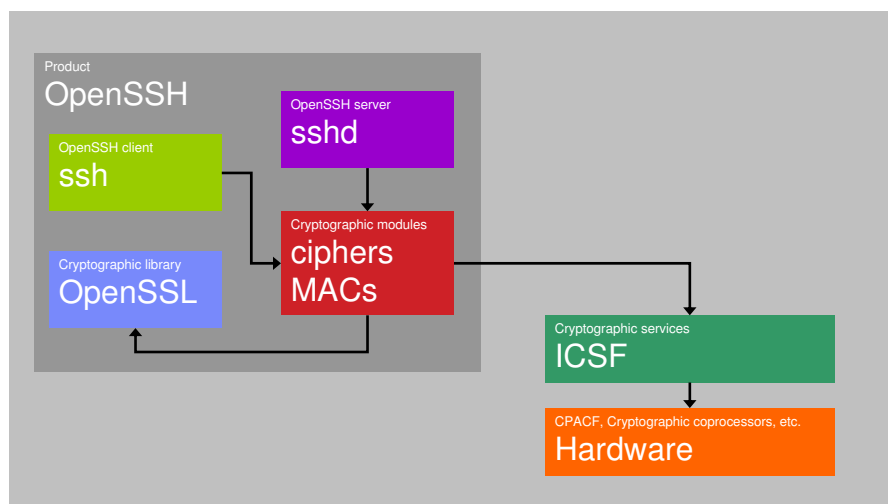 Product
OpenSSH
OpenSSH server
sshd
OpenSSH client
ssh
Cryptographic modules
ciphers
MACs
Cryptographic library
OpenSSL
Cryptographic services
ICSF
CPACF, Cryptographic coprocessors, etc.
Hardware